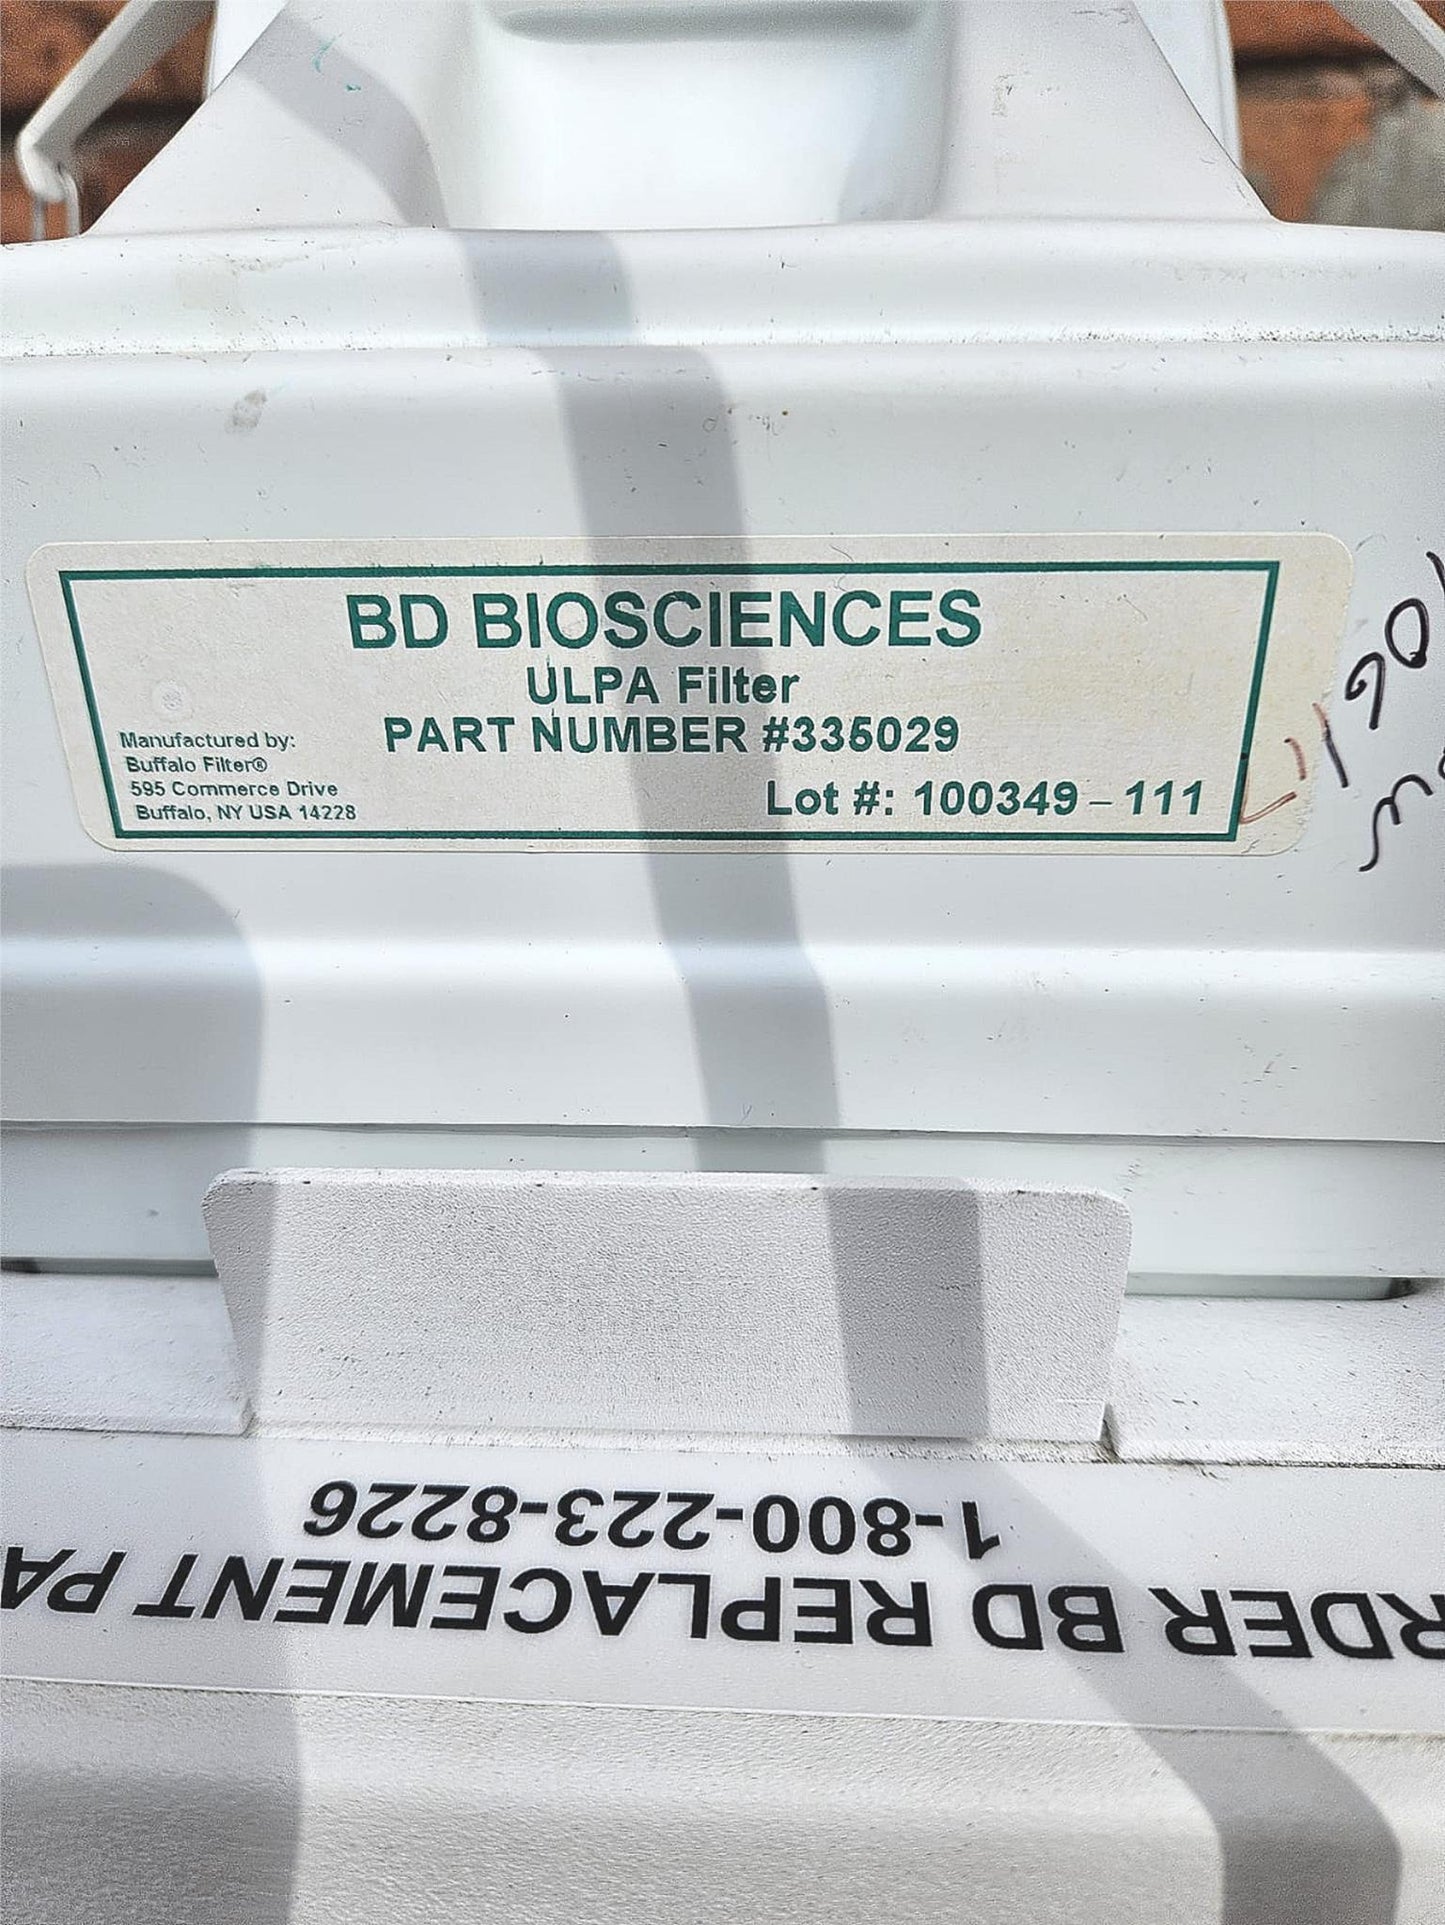 BD BIOSCIENCES
ULPA Filter
PART NUMBER #335029
Manufactured by:
Buffalo Filter®
595 Commerce Drive
Buffalo, NY USA 14228
Lot #: 100349 – 111
RDER BD REPLACEMENT PA
1-800-223-8226